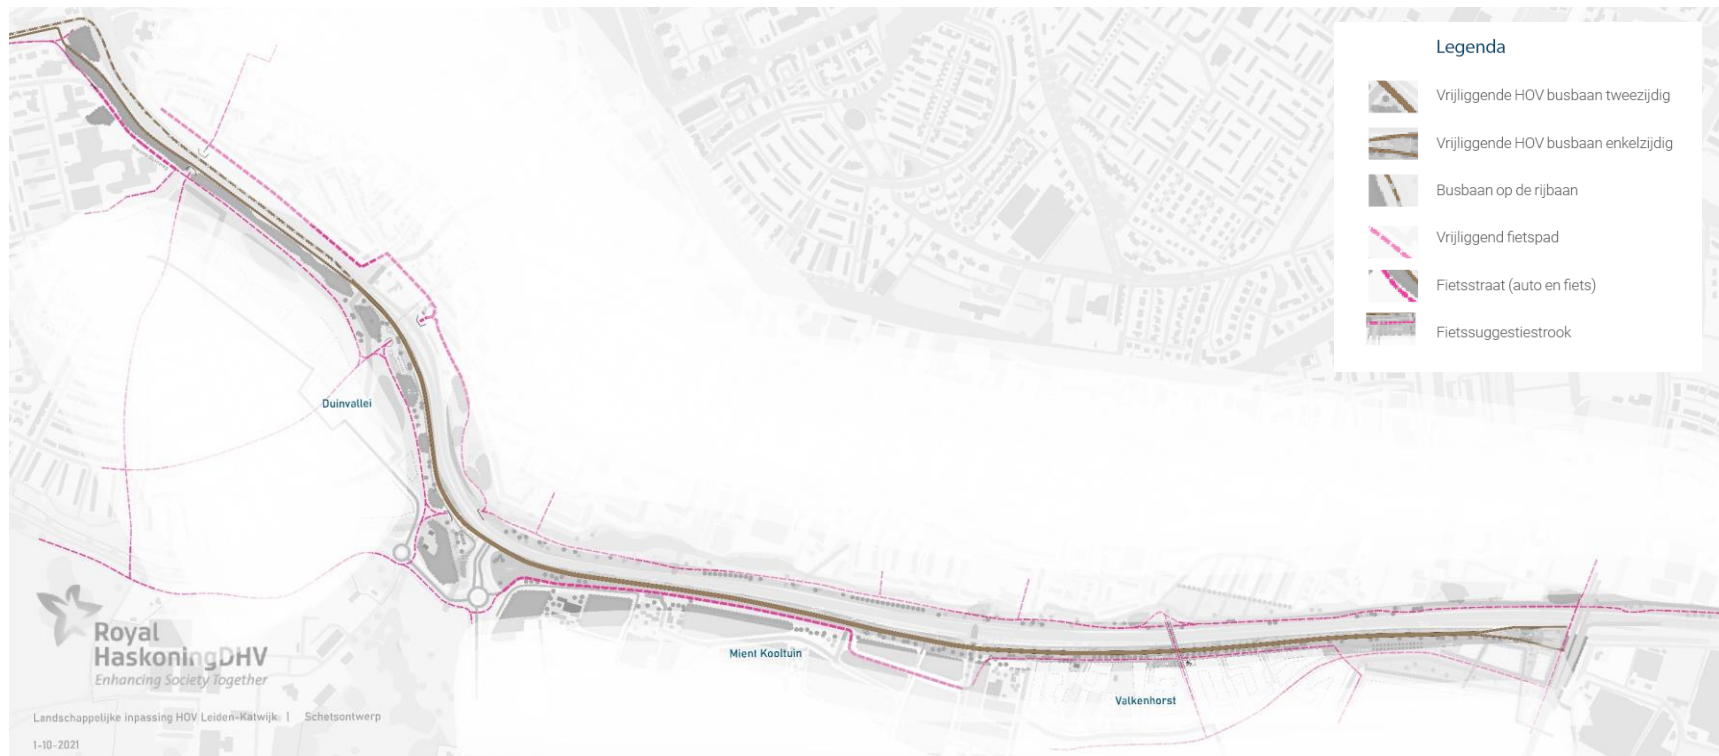 Legenda
Vrijliggende HOV busbaan tweezijdig
Vrijliggende HOV busbaan enkelzijdig
Busbaan op de rijbaan
Vrijliggend fietspad
Fietsstraat (auto en fiets)
Fietssuggestiestrook
Duinvallei
Mient Kooltuin
Valkenhorst
Royal
HaskoningDHV
Enhancing Society Together
Landschappelijke inpassing HOV Leiden-Katwijk | Schetsontwerp
1-10-2021